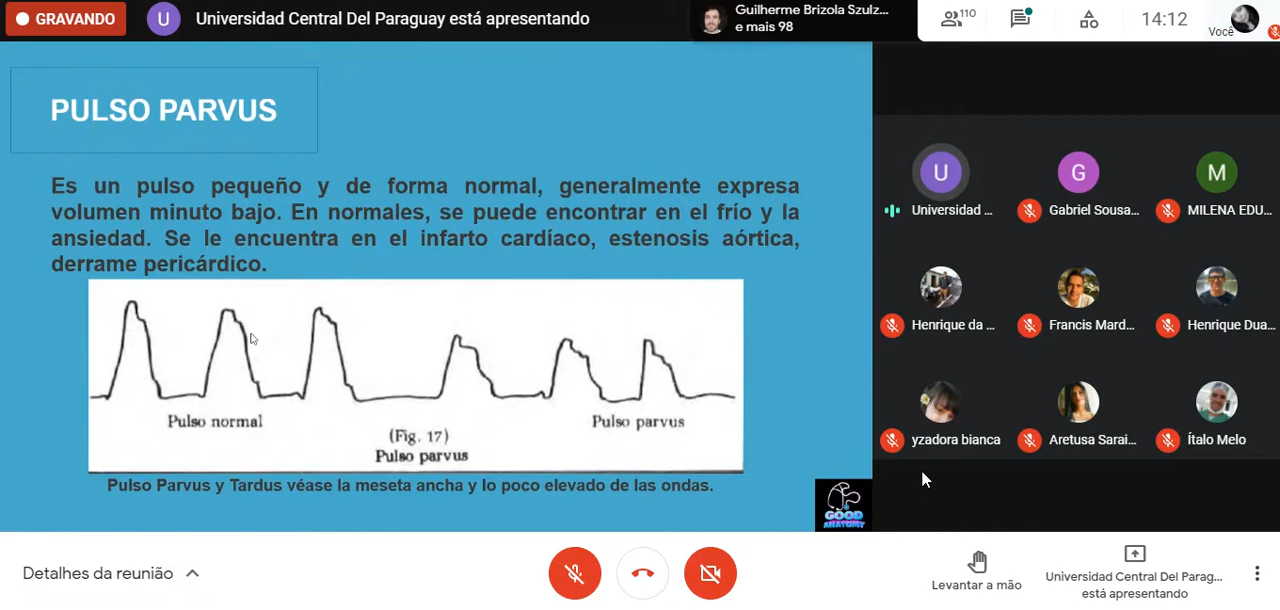 GRAVANDO
U
Universidad Central Del Paraguay está apresentando
Guilherme Brizola Szulz...
e mais 98
110
14:12
Você
PULSO PARVUS
Es un pulso pequeño y de forma normal, generalmente expresa
volumen minuto bajo. En normales, se puede encontrar en el frío y la
ansiedad. Se le encuentra en el infarto cardíaco, estenosis aórtica,
derrame pericárdico.
Pulso normal
Pulso parvus
(Fig. 17)
Pulso parvus
Pulso Parvus y Tardus véase la meseta ancha y lo poco elevado de las ondas.
GOOD
ANATOMY
U
G
M
Universidad ...
Gabriel Sousa...
MILENA EDU...
Henrique da ...
Francis Mard...
Henrique Dua...
yzadora bianca
Aretusa Sarai...
Ítalo Melo
Detalhes da reunião
Levantar a mão
Universidad Central Del Parag...
está apresentando